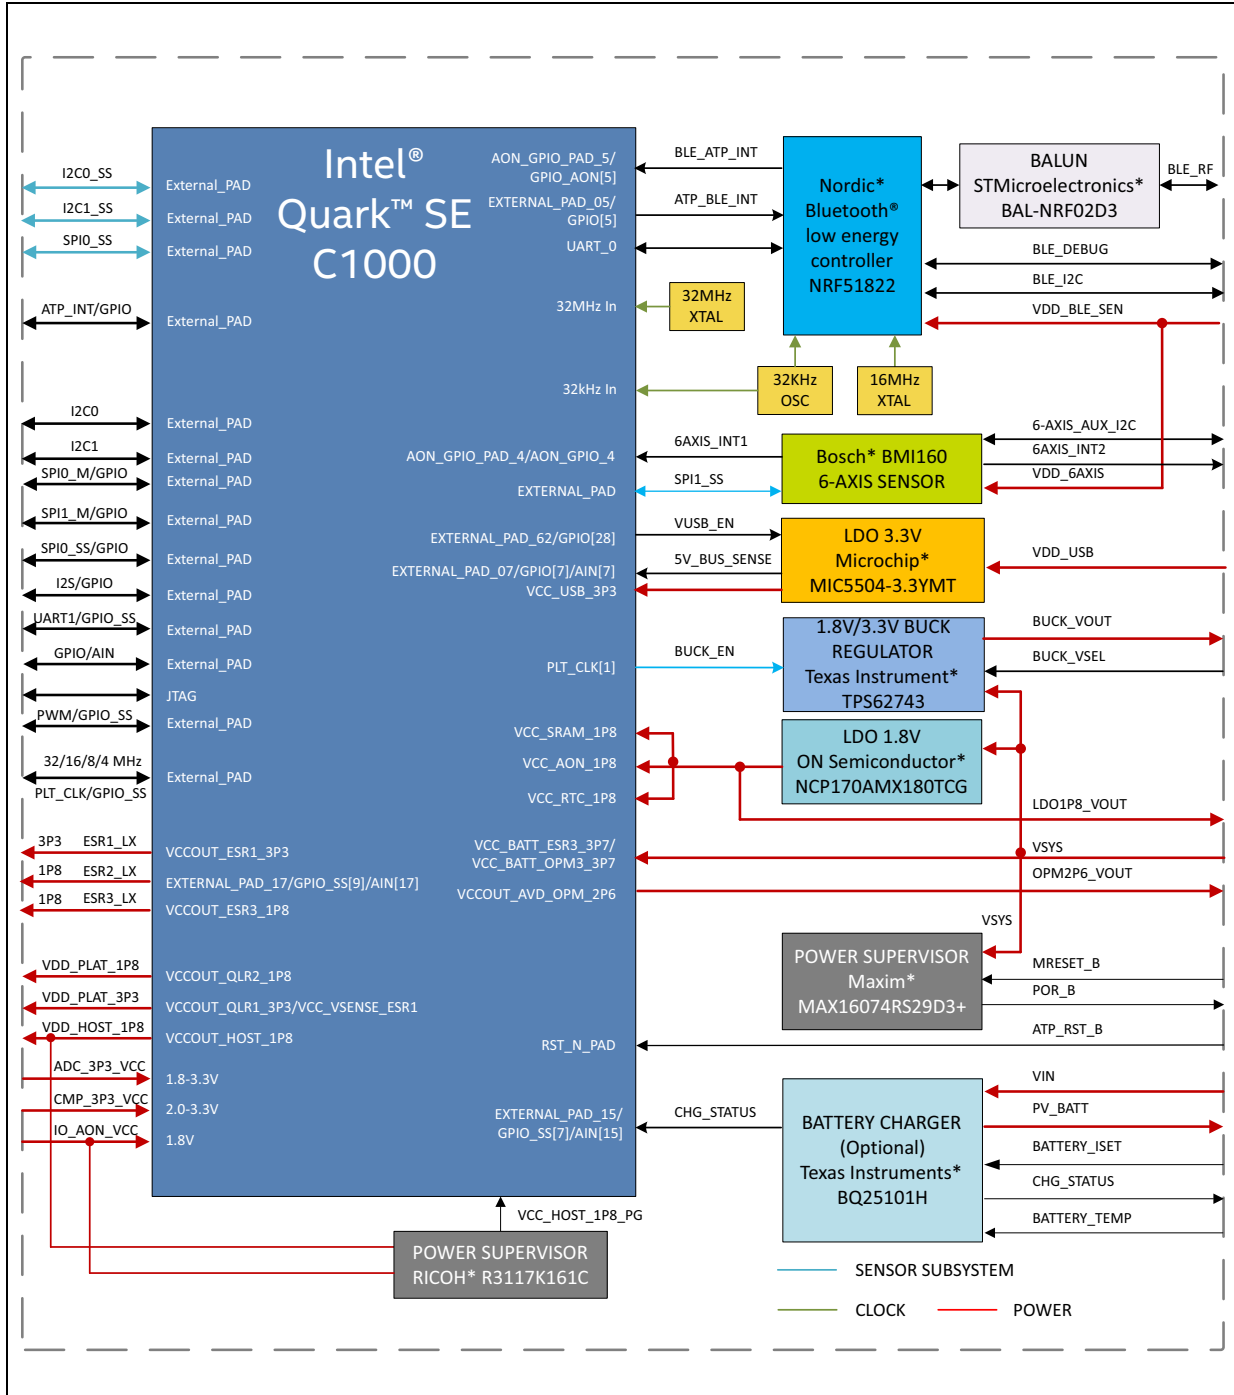 Intel®
Quark™ SE
C1000
I2C0_SS
External_PAD
I2C1_SS
External_PAD
SPI0_SS
External_PAD
ATP_INT/GPIO
External_PAD
I2C0
External_PAD
I2C1
External_PAD
SPI0_M/GPIO
External_PAD
SPI1_M/GPIO
External_PAD
SPI0_SS/GPIO
External_PAD
I2S/GPIO
External_PAD
UART1/GPIO_SS
External_PAD
GPIO/AIN
External_PAD
JTAG
PWM/GPIO_SS
External_PAD
32/16/8/4 MHz
PLT_CLK/GPIO_SS
External_PAD
3P3 ESR1_LX
VCCOUT_ESR1_3P3
1P8 ESR2_LX
EXTERNAL_PAD_17/GPIO_SS[9]/AIN[17]
1P8 ESR3_LX
VCCOUT_ESR3_1P8
VDD_PLAT_1P8
VCCOUT_QLR2_1P8
VDD_PLAT_3P3
VCCOUT_QLR1_3P3/VCC_VSENSE_ESR1
VDD_HOST_1P8
VCCOUT_HOST_1P8
ADC_3P3_VCC
1.8-3.3V
CMP_3P3_VCC
2.0-3.3V
IO_AON_VCC
1.8V
AON_GPIO_PAD_5/
GPIO_AON[5]
BLE_ATP_INT
EXTERNAL_PAD_05/
GPIO[5]
ATP_BLE_INT
UART_0
32MHz In
32MHz
XTAL
32kHz In
32KHz
OSC
16MHz
XTAL
Nordic*
Bluetooth®
low energy
controller
NRF51822
BALUN
STMicroelectronics*
BAL-NRF02D3
BLE_RF
BLE_DEBUG
BLE_I2C
VDD_BLE_SEN
AON_GPIO_PAD_4/AON_GPIO_4
6AXIS_INT1
EXTERNAL_PAD
SPI1_SS
Bosch* BMI160
6-AXIS SENSOR
6-AXIS_AUX_I2C
6AXIS_INT2
VDD_6AXIS
EXTERNAL_PAD_62/GPIO[28]
VUSB_EN
EXTERNAL_PAD_07/GPIO[7]/AIN[7]
5V_BUS_SENSE
VCC_USB_3P3
LDO 3.3V
Microchip*
MIC5504-3.3YMT
VDD_USB
PLT_CLK[1]
BUCK_EN
1.8V/3.3V BUCK
REGULATOR
Texas Instrument*
TPS62743
BUCK_VOUT
BUCK_VSEL
VCC_SRAM_1P8
VCC_AON_1P8
VCC_RTC_1P8
LDO 1.8V
ON Semiconductor*
NCP170AMX180TCG
LDO1P8_VOUT
VCC_BATT_ESR3_3P7/
VCC_BATT_OPM3_3P7
VSYS
VCCOUT_AVD_OPM_2P6
OPM2P6_VOUT
VSYS
POWER SUPERVISOR
Maxim*
MAX16074RS29D3+
MRESET_B
POR_B
RST_N_PAD
ATP_RST_B
EXTERNAL_PAD_15/
GPIO_SS[7]/AIN[15]
CHG_STATUS
BATTERY CHARGER
(Optional)
Texas Instruments*
BQ25101H
VIN
PV_BATT
BATTERY_ISET
CHG_STATUS
BATTERY_TEMP
VCC_HOST_1P8_PG
POWER SUPERVISOR
RICOH* R3117K161C
SENSOR SUBSYSTEM
CLOCK
POWER